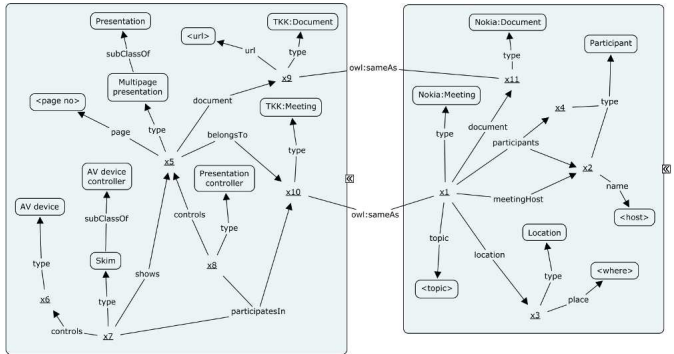 Presentation
<url>
TKK:Document
subClassOf
url
type
x9
owl:sameAs
Multipage
presentation
<page no>
document
TKK:Meeting
page
type
belongsTo
type
x5
AV device
controller
Presentation
controller
x10
owl:sameAs
AV device
subClassOf
controls
type
type
Skim
x8
shows
x6
type
participatesIn
controls
x7
Nokia:Document
Participant
type
x11
Nokia:Meeting
x4
type
type
document
participants
x2
x1
meetingHost
name
<host>
topic
Location
location
<where>
<topic>
type
place
x3